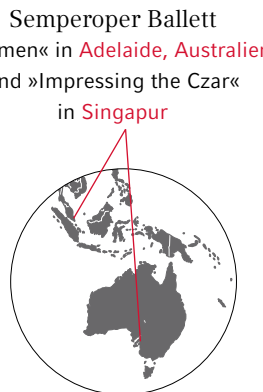 Semperoper Ballett
men« in Adelaide, Australien
nd »Impressing the Czar«
in Singapur